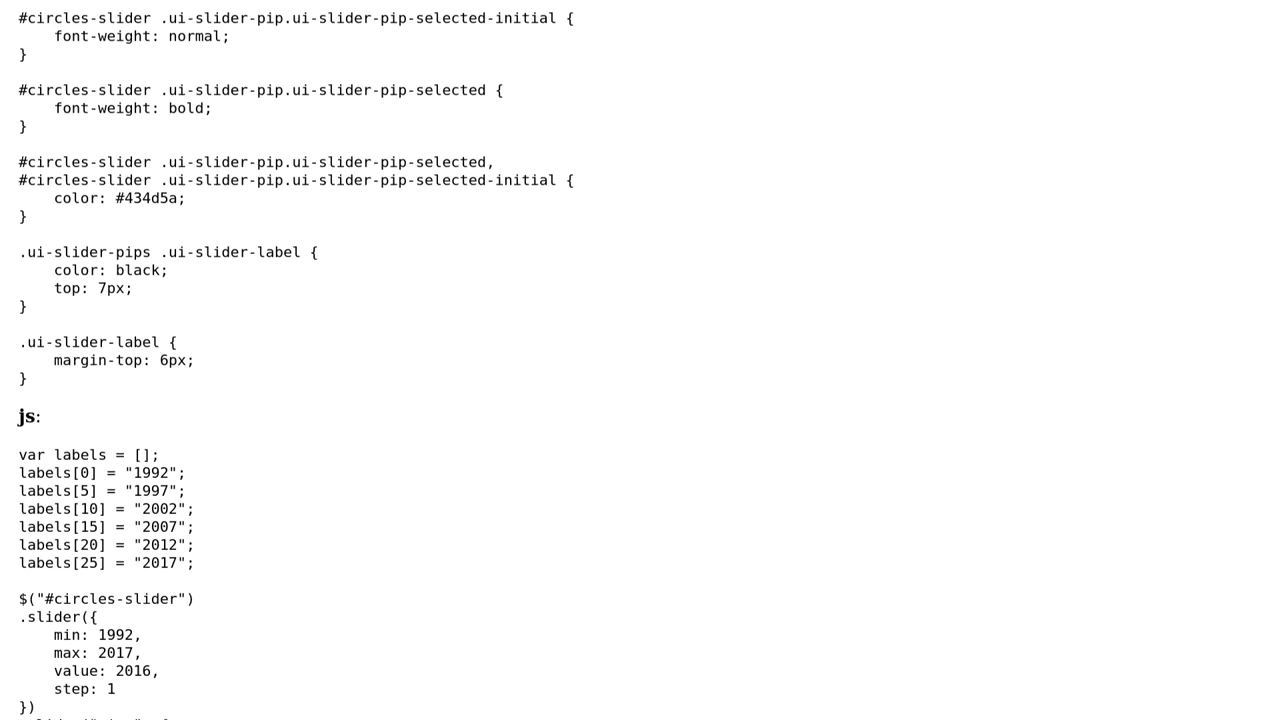 #circles-slider .ui-slider-pip.ui-slider-pip-selected-initial {
    font-weight: normal;
}

#circles-slider .ui-slider-pip.ui-slider-pip-selected {
    font-weight: bold;
}

#circles-slider .ui-slider-pip.ui-slider-pip-selected,
#circles-slider .ui-slider-pip.ui-slider-pip-selected-initial {
    color: #434d5a;
}

.ui-slider-pips .ui-slider-label {
    color: black;
    top: 7px;
}

.ui-slider-label {
    margin-top: 6px;
}

js:

var labels = [];
labels[0] = "1992";
labels[5] = "1997";
labels[10] = "2002";
labels[15] = "2007";
labels[20] = "2012";
labels[25] = "2017";

$("#circles-slider")
.slider({
    min: 1992,
    max: 2017,
    value: 2016,
    step: 1
})